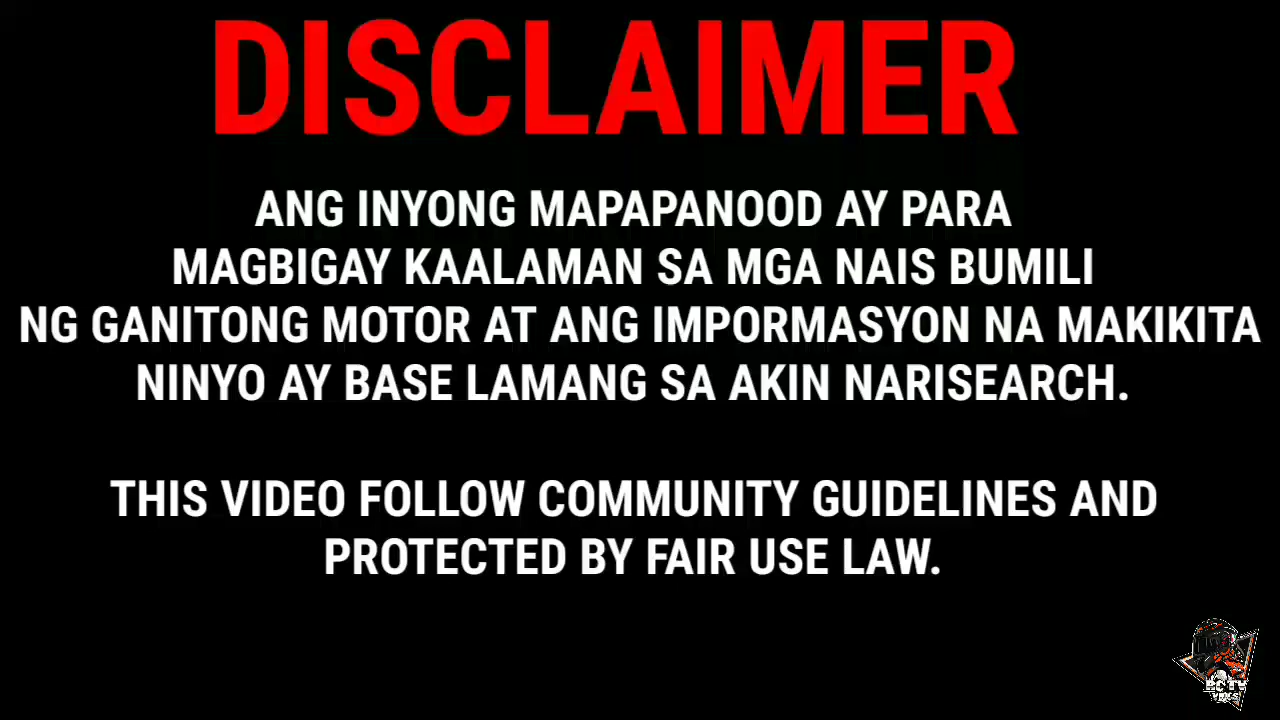 DISCLAIMER
ANG INYONG MAPAPANOOD AY PARA
MAGBIGAY KAALAMAN SA MGA NAIS BUMILI
NG GANITONG MOTOR AT ANG IMPORMASYON NA MAKIKITA
NINYO AY BASE LAMANG SA AKIN NARISEARCH.
THIS VIDEO FOLLOW COMMUNITY GUIDELINES AND
PROTECTED BY FAIR USE LAW.